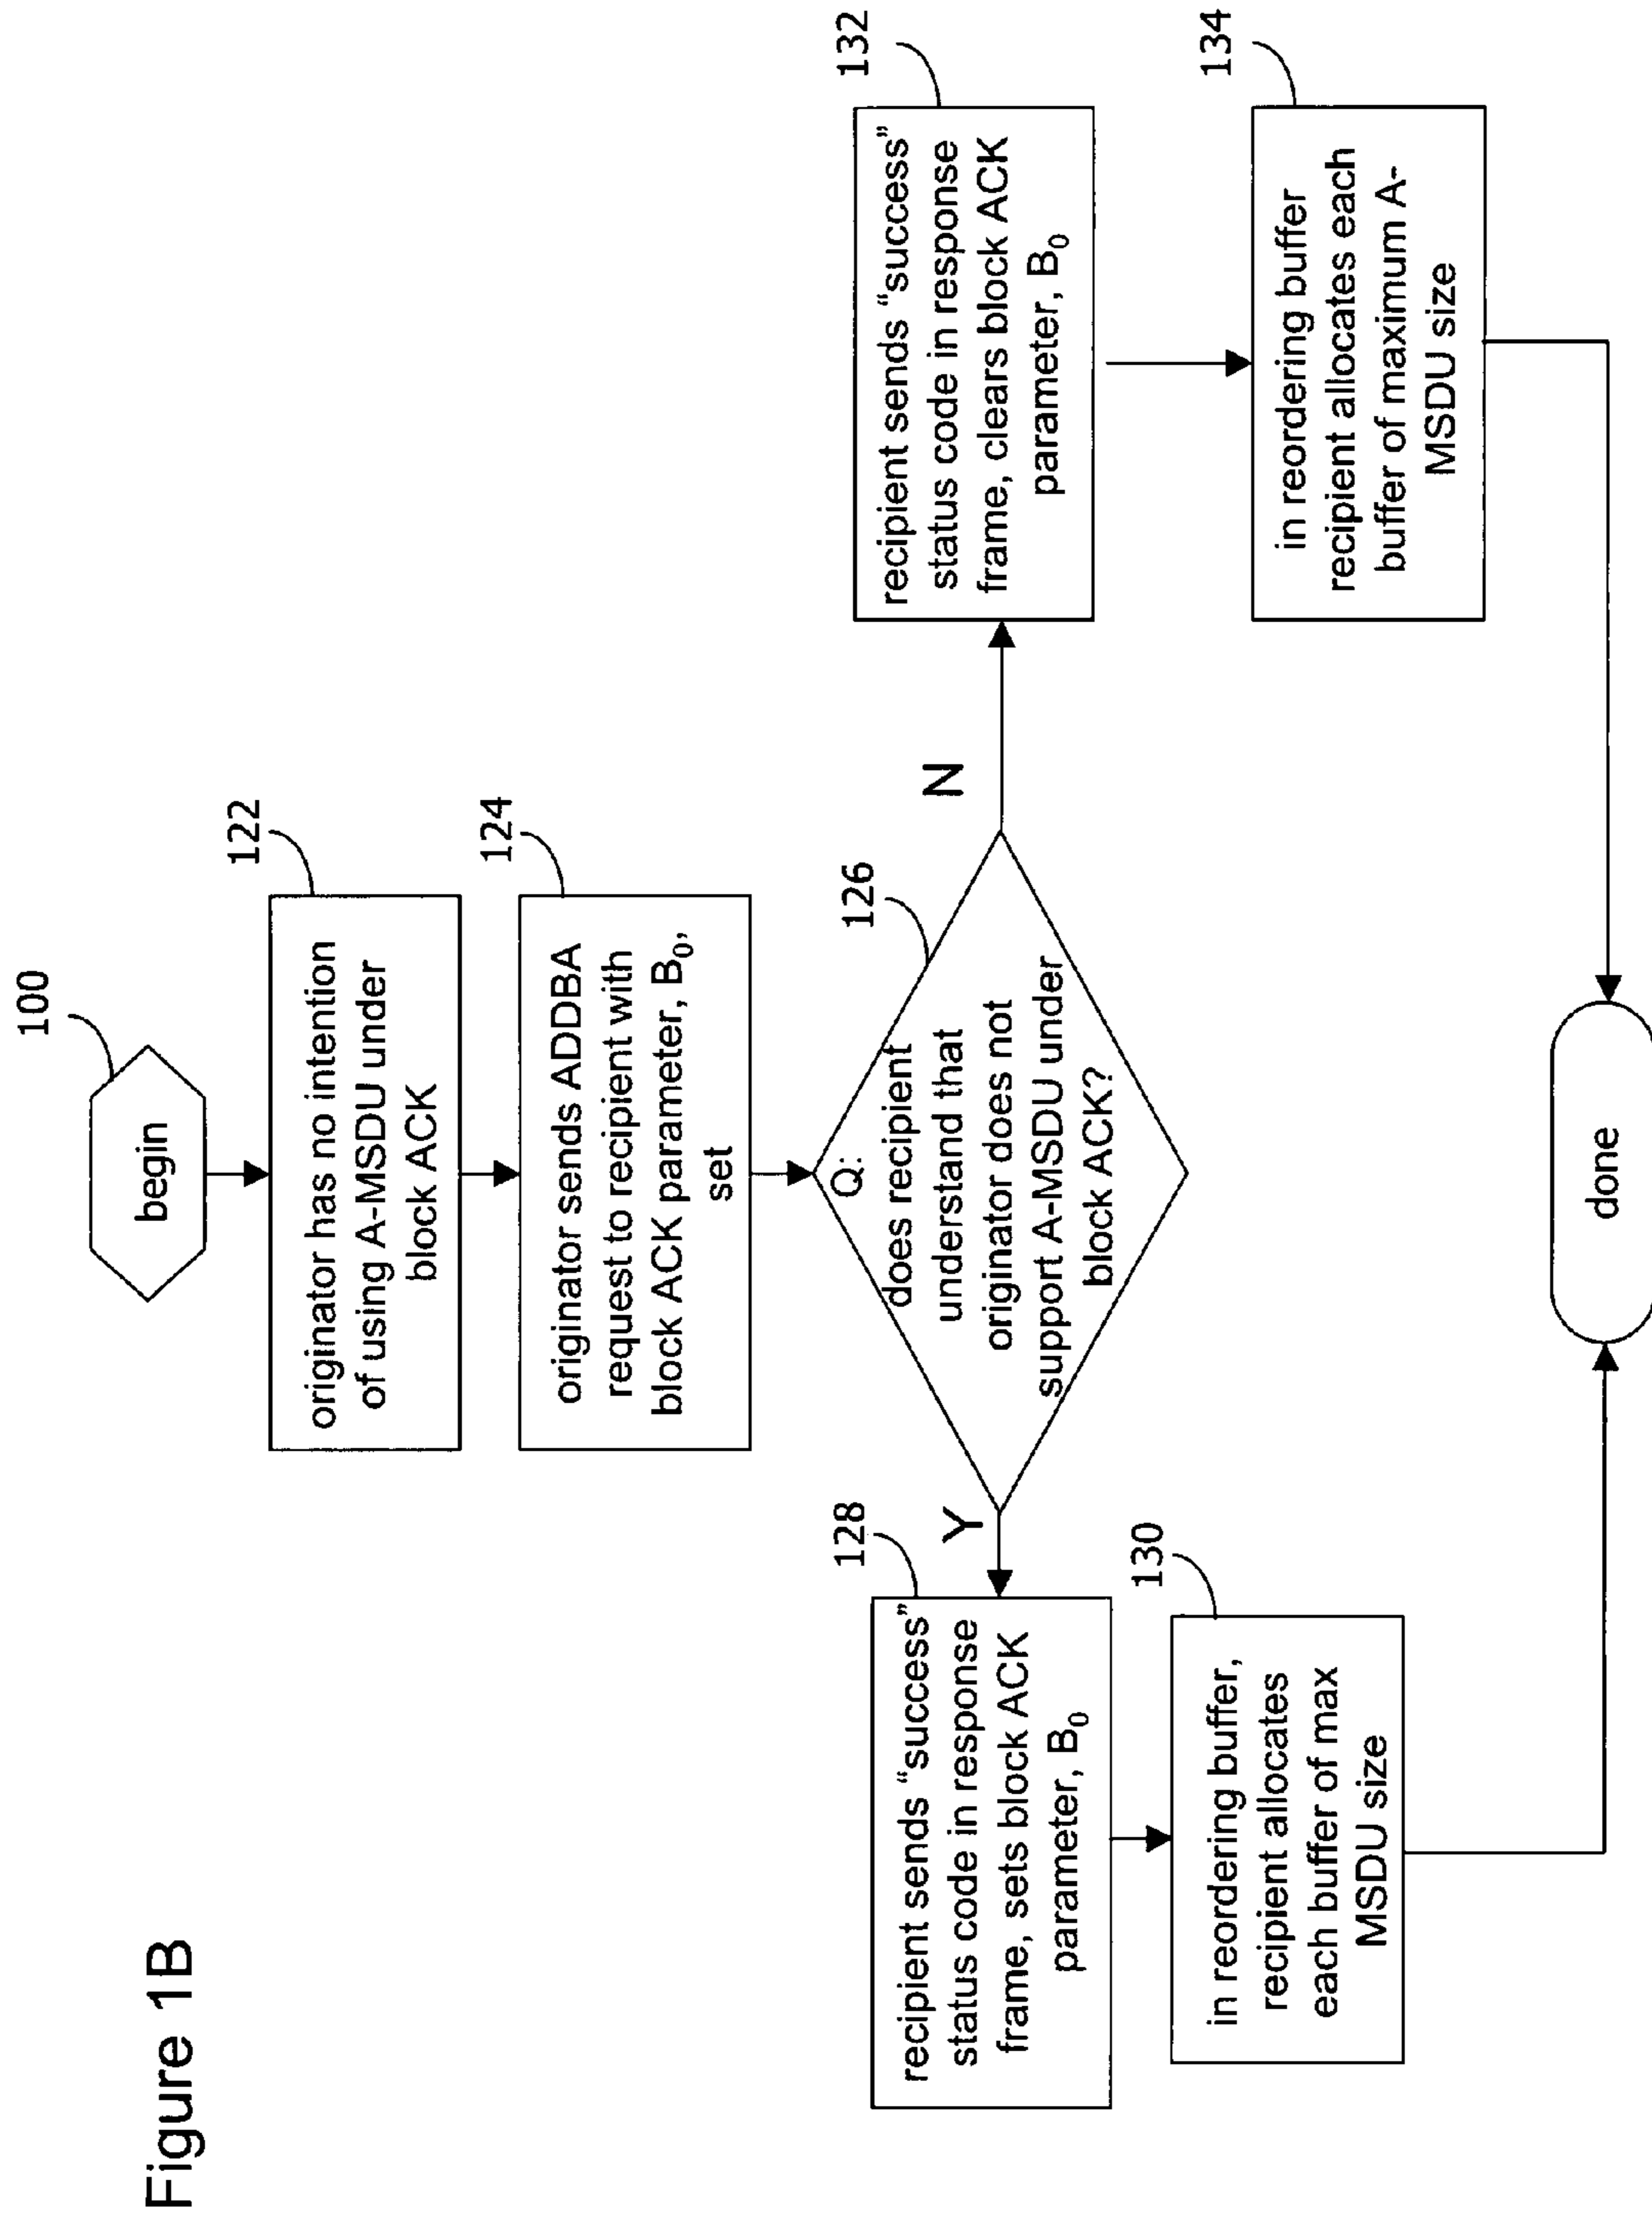 Figure 1B
100
begin
122
originator has no intention
of using A-MSDU under
block ACK
124
originator sends ADDBA
request to recipient with
block ACK parameter, B0,
set
126
Q:
does recipient
understand that
originator does not
support A-MSDU under
block ACK?
Y
N
128
recipient sends “success”
status code in response
frame, sets block ACK
parameter, B0
130
in reordering buffer,
recipient allocates
each buffer of max
MSDU size
132
recipient sends “success”
status code in response
frame, clears block ACK
parameter, B0
134
in reordering buffer
recipient allocates each
buffer of maximum A-
MSDU size
done